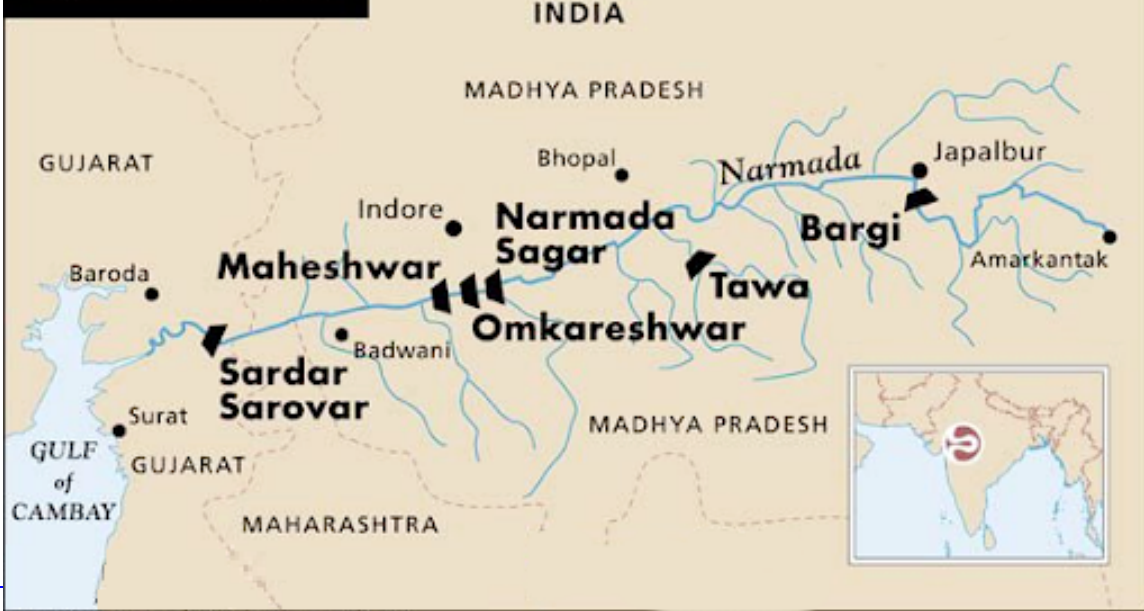 INDIA
MADHYA PRADESH
GUJARAT
Bhopal
Narmada
Japalbur
Indore
Narmada
Sagar
Bargi
Maheshwar
Baroda
Amarkantak
Tawa
Omkareshwar
Badwani
Sardar
Sarovar
Surat
MADHYA PRADESH
GULF
of
CAMBAY
GUJARAT
MAHARASHTRA